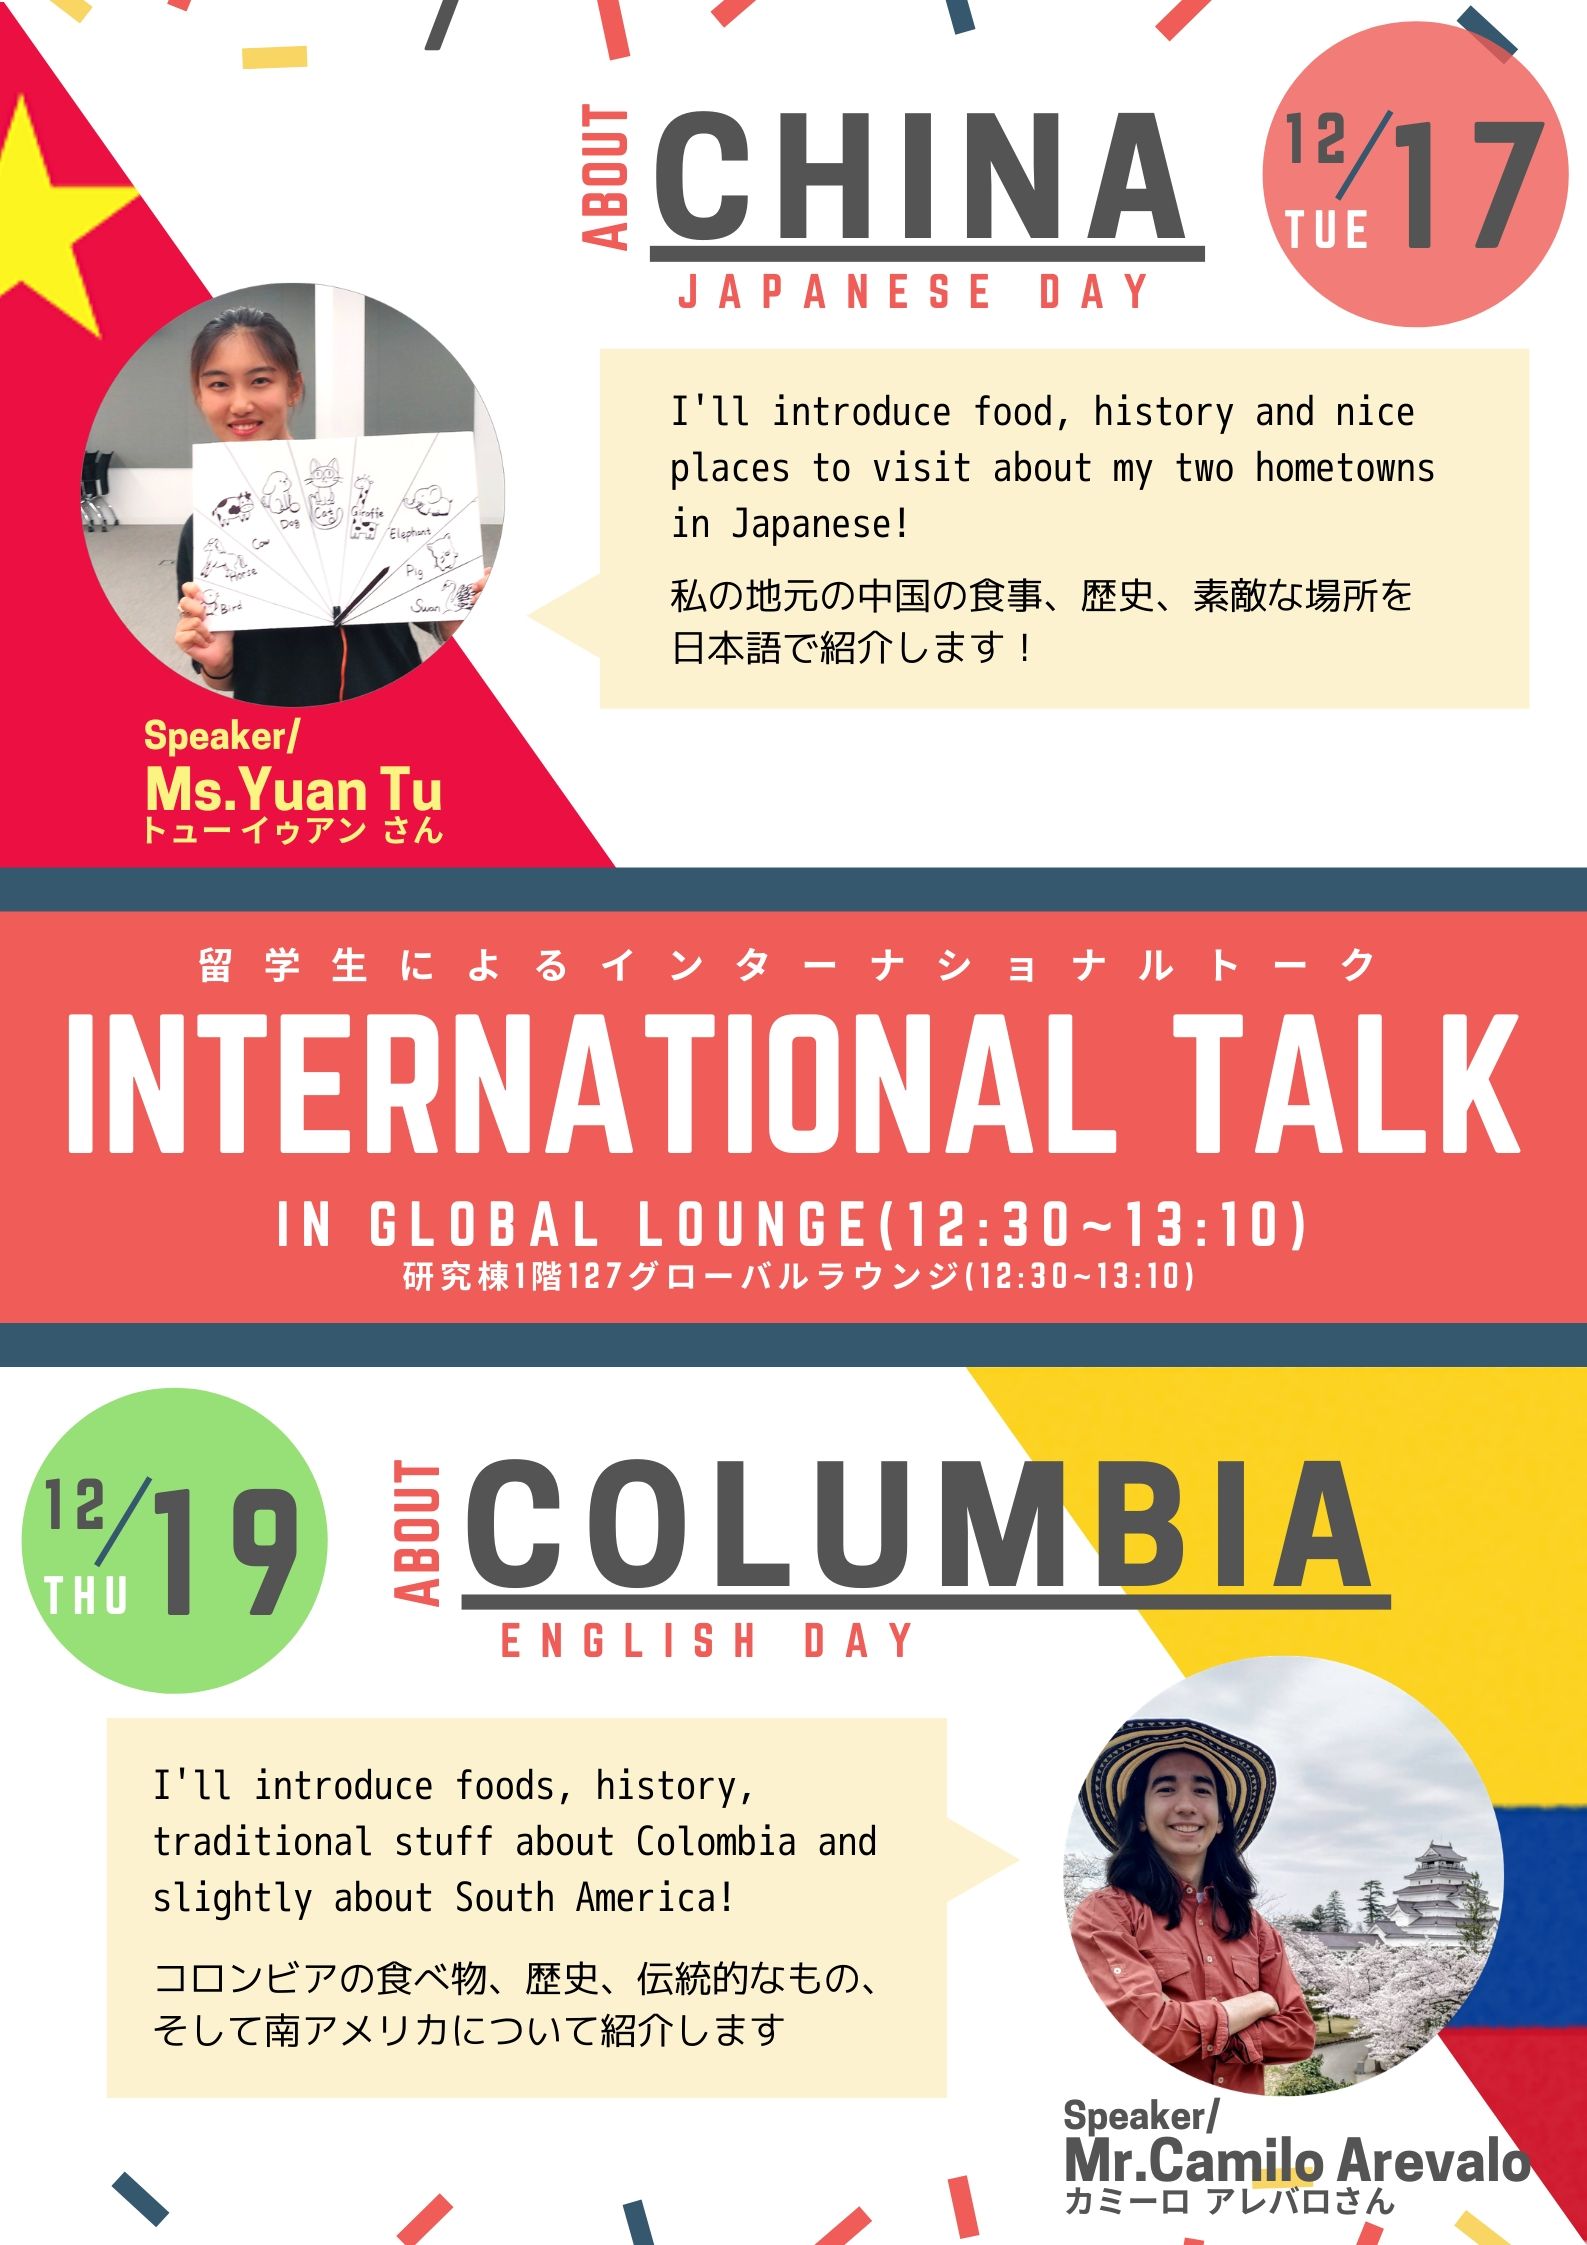 ABOUT
CHINA
JAPANESE DAY
12/17
TUE
I'll introduce food, history and nice
places to visit about my two hometowns
in Japanese!
私の地元の中国の食事、歴史、素敵な場所を
日本語で紹介します！
Bird
Horse
Cow
Dog
Cat
Giraffe
Elephant
Pig
Swan
Speaker/
Ms.Yuan Tu
トューイゥアン さん
留学生によるインターナショナルトーク
INTERNATIONAL TALK
IN GLOBAL LOUNGE(12:30~13:10)
研究棟1階127グローバルラウンジ(12:30~13:10)
12/19
THU
ABOUT
COLUMBIA
ENGLISH DAY
I'll introduce foods, history,
traditional stuff about Colombia and
slightly about South America!
コロンビアの食べ物、歴史、伝統的なもの、
そして南アメリカについて紹介します
Speaker/
Mr.Camilo Arevalo
カミーロ アレバロさん